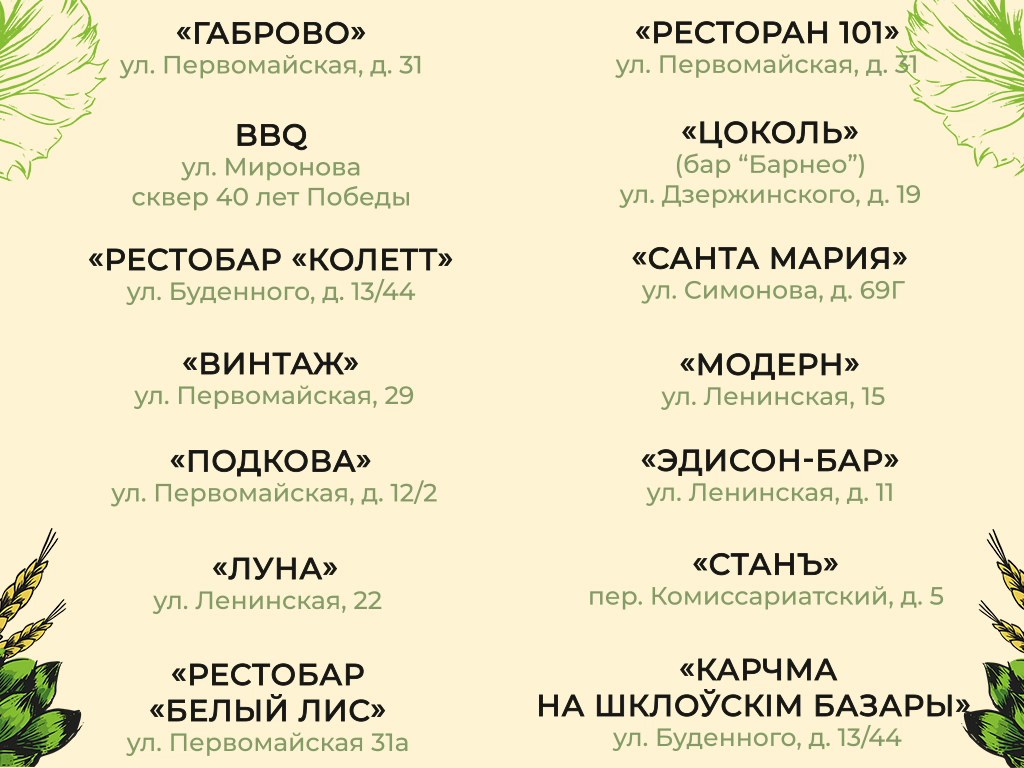 «ГАБРОВО»
ул. Первомайская, д. 31
BBQ
ул. Миронова
сквер 40 лет Победы
«РЕСТОБАР «КОЛЕТТ»
ул. Буденного, д. 13/44
«ВИНТАЖ»
ул. Первомайская, 29
«ПОДКОВА»
ул. Первомайская, д. 12/2
«ЛУНА»
ул. Ленинская, 22
«РЕСТОБАР
«БЕЛЫЙ ЛИС»
ул. Первомайская 31а
«РЕСТОРАН 101»
ул. Первомайская, д. 31
«ЦОКОЛЬ»
(бар “Барнео”)
ул. Дзержинского, д. 19
«САНТА МАРИЯ»
ул. Симонова, д. 69Г
«МОДЕРН»
ул. Ленинская, 15
«ЭДИСОН-БАР»
ул. Ленинская, д. 11
«СТАНЪ»
пер. Комиссариатский, д. 5
«КАРЧМА
НА ШКЛОЎСКІМ БАЗАРЫ»
ул. Буденного, д. 13/44